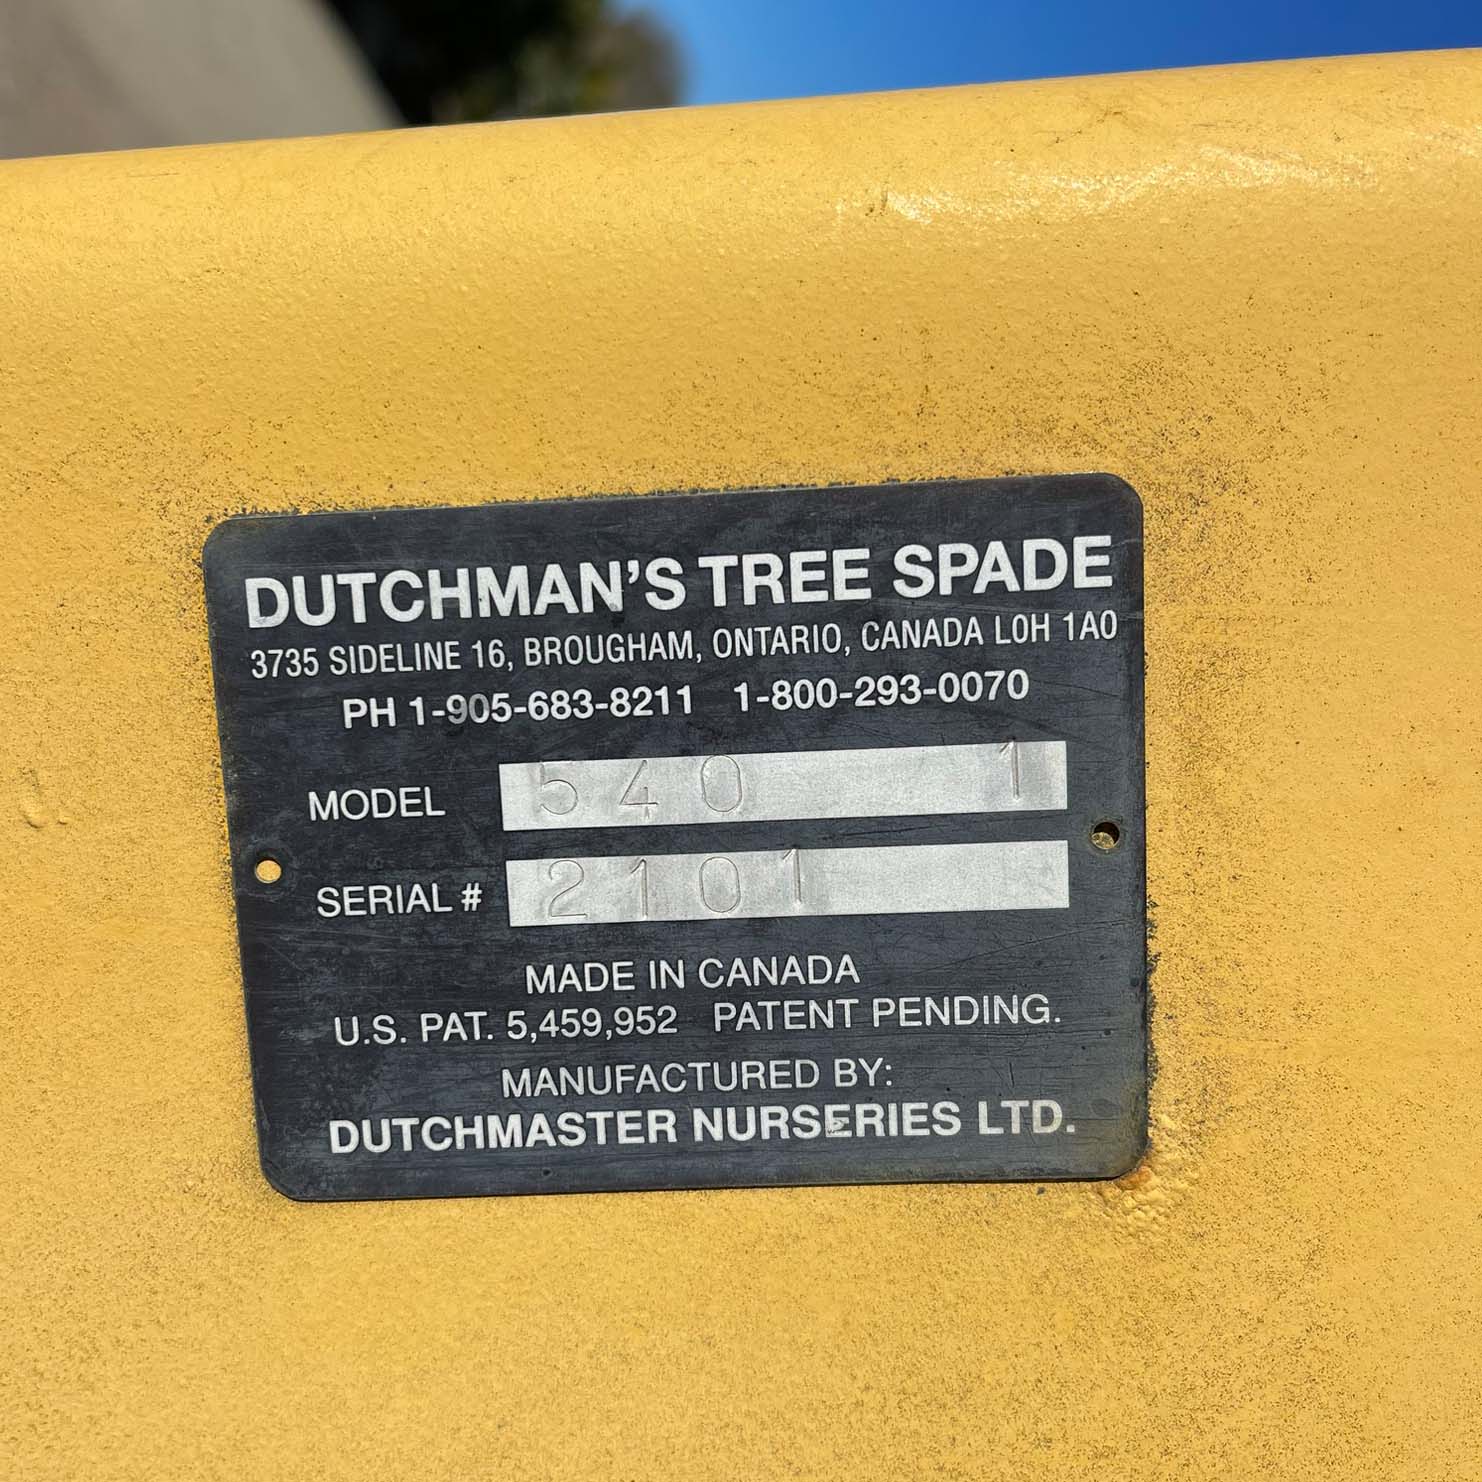 DUTCHMAN'S TREE SPADE
3735 SIDELINE 16, BROUGHAM, ONTARIO, CANADA L0H 1A0
PH 1-905-683-8211 1-800-293-0070
MODEL 540 1
SERIAL # 2101
MADE IN CANADA
U.S. PAT. 5,459,952 PATENT PENDING.
MANUFACTURED BY:
DUTCHMASTER NURSERIES LTD.